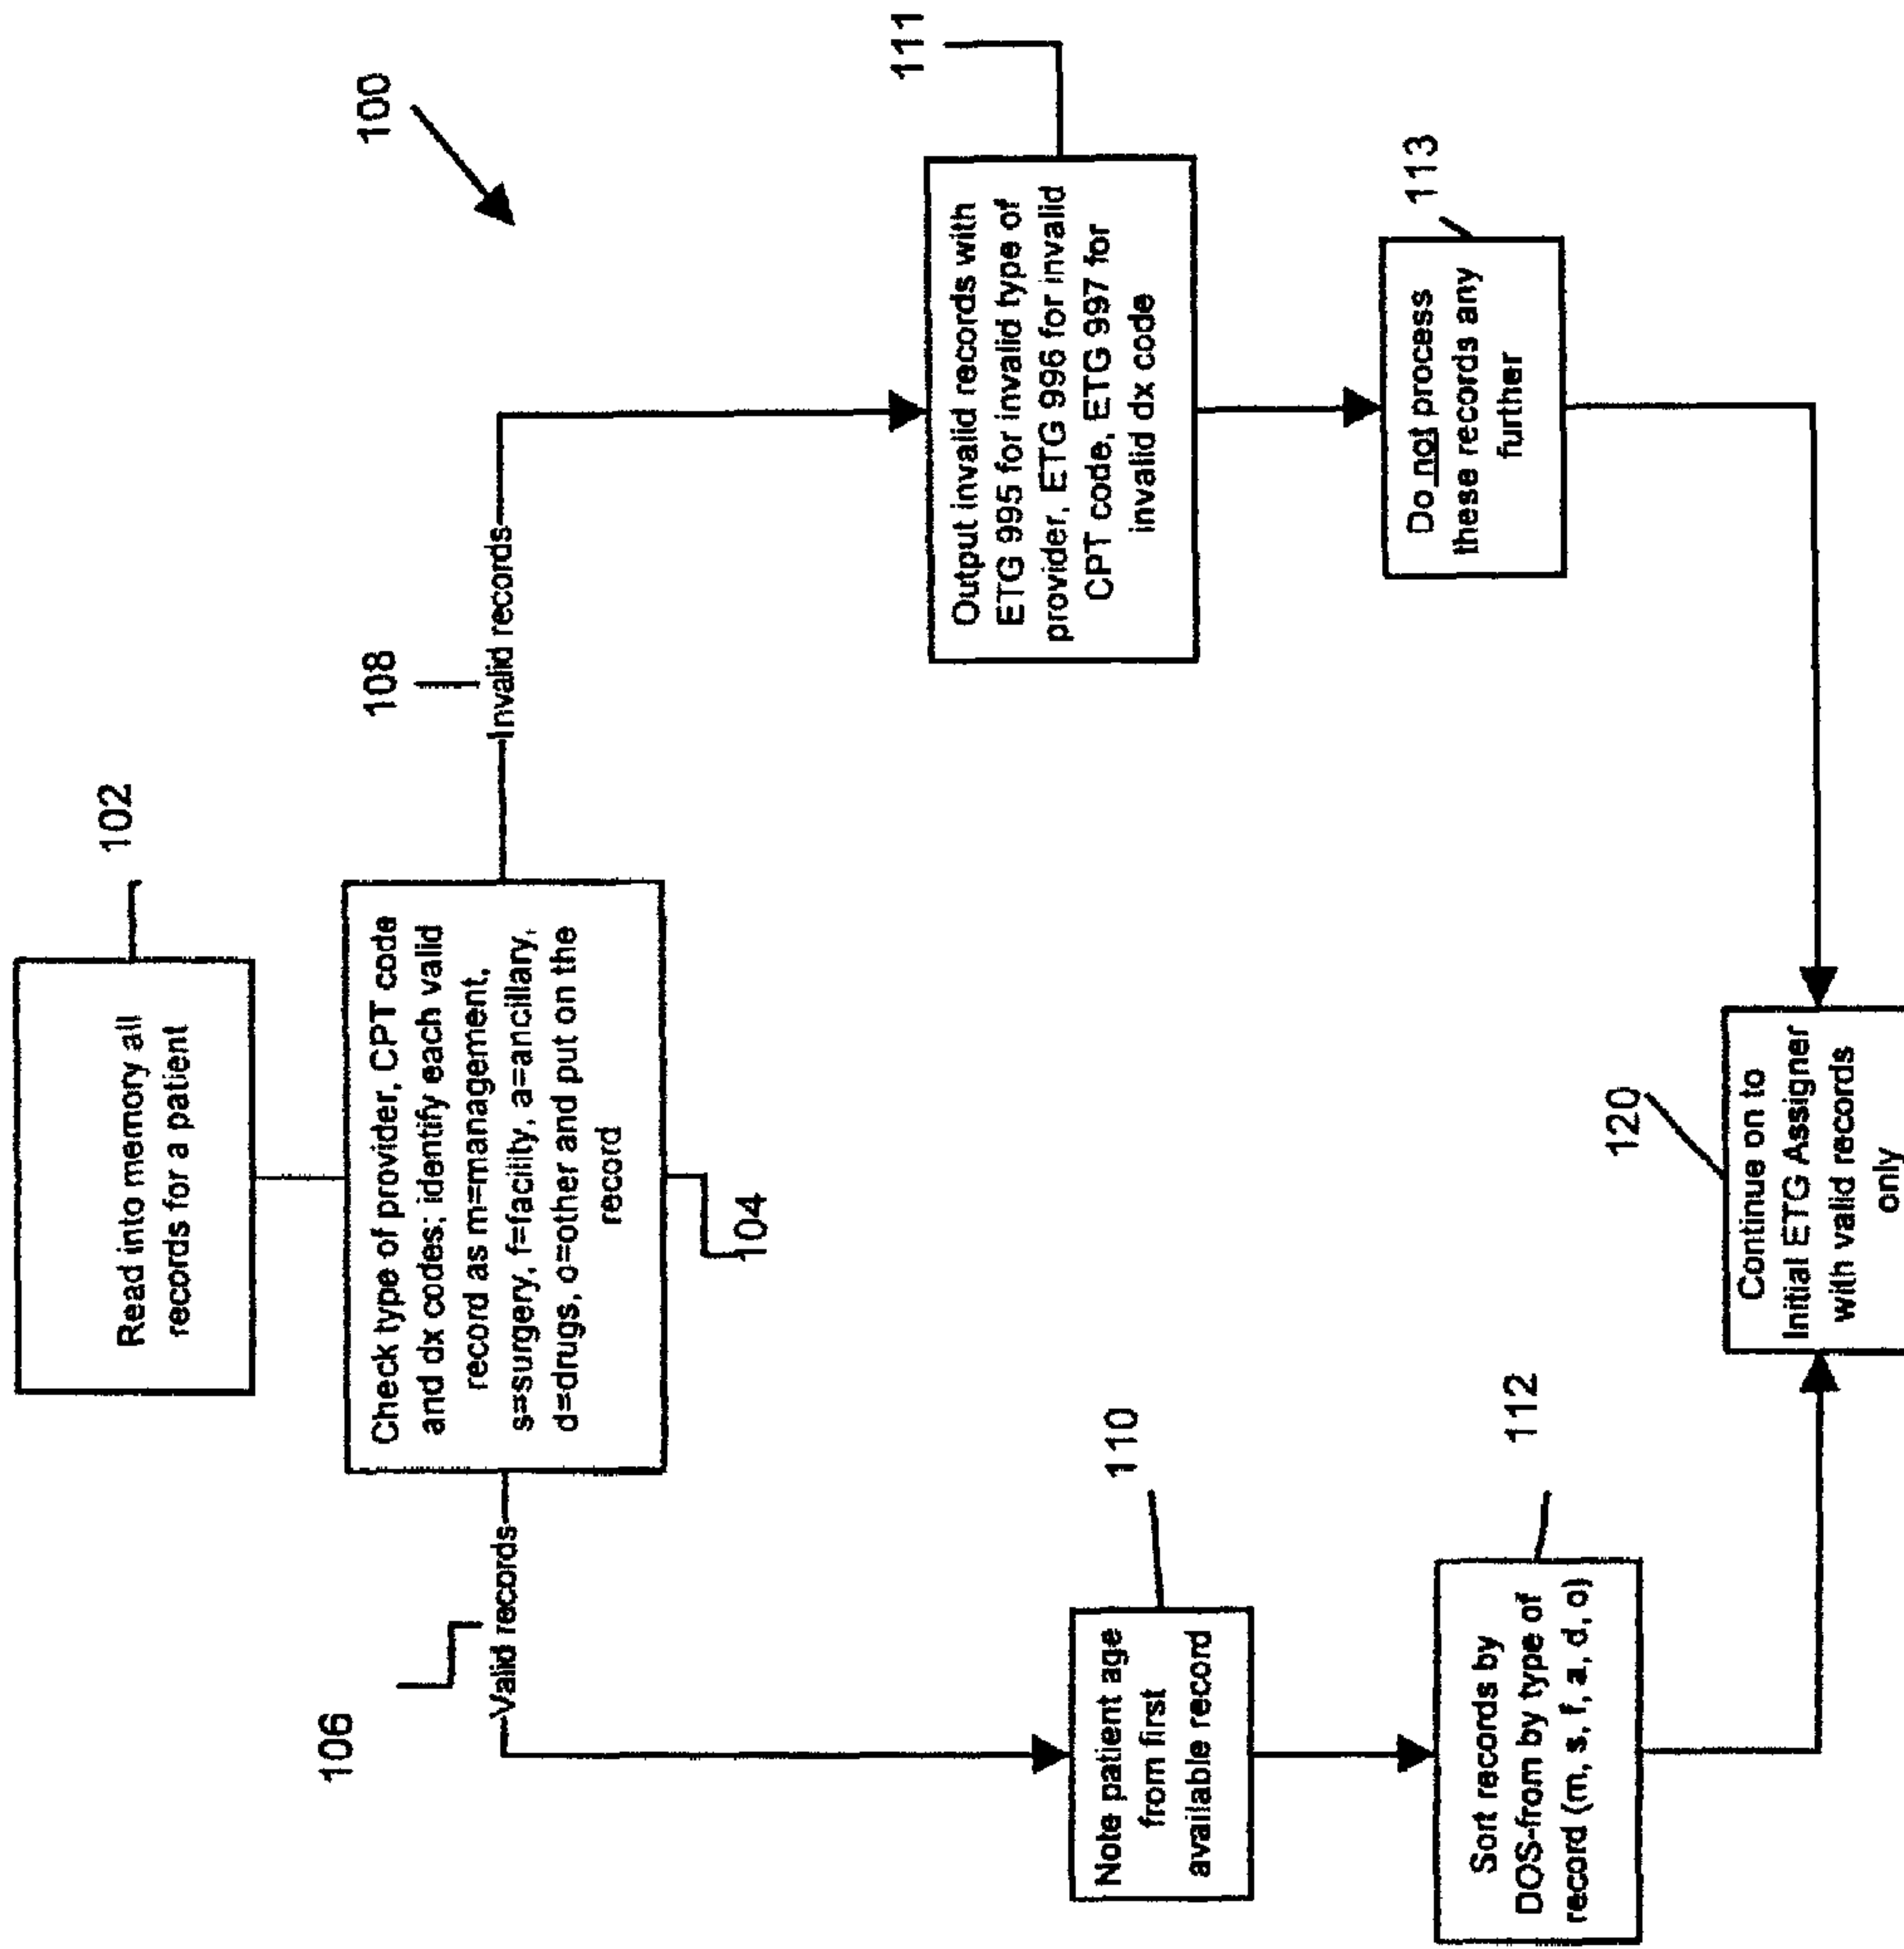 100
102
Read into memory all
records for a patient
Check type of provider, CPT code
and dx codes; identify each valid
record as m=management,
s=surgery, f=facility, a=ancillary,
d=drugs, o=other and put on the
record
104
106
Valid records
108
Invalid records
110
Note patient age
from first
available record
111
Output invalid records with
ETG 995 for invalid type of
provider, ETG 996 for invalid
CPT code, ETG 997 for
invalid dx code
112
Sort records by
DOS-from by type of
record (m, s, f, a, d, o)
113
Do not process
these records any
further
120
Continue on to
Initial ETG Assigner
with valid records
only